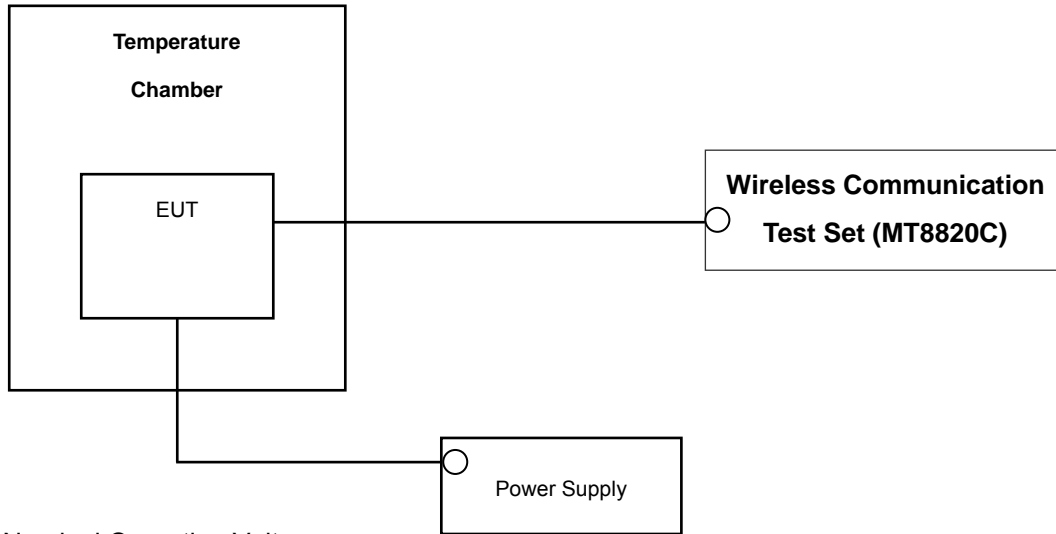 Temperature
Chamber
EUT
Wireless Communication
Test Set (MT8820C)
Power Supply